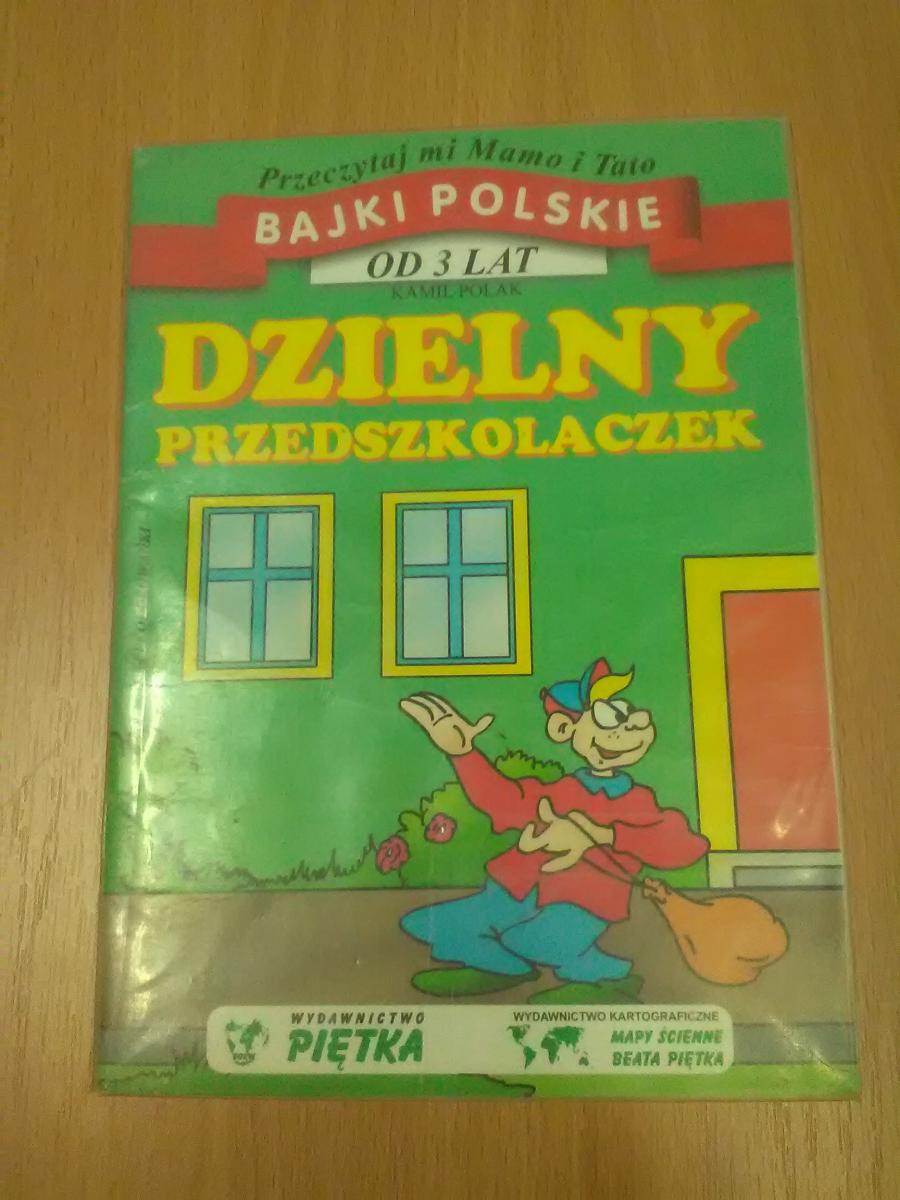 Przeczytaj mi Mamo i Tato
BAJKI POLSKIE
OD 3 LAT
KAMIL POLAK
DZIELNY
PRZEDSZKOLACZEK
WYDAWNICTWO
PIĘTKA
WYDAWNICTWO KARTOGRAFICZNE
MAPY ŚCIENNE
BEATA PIĘTKA